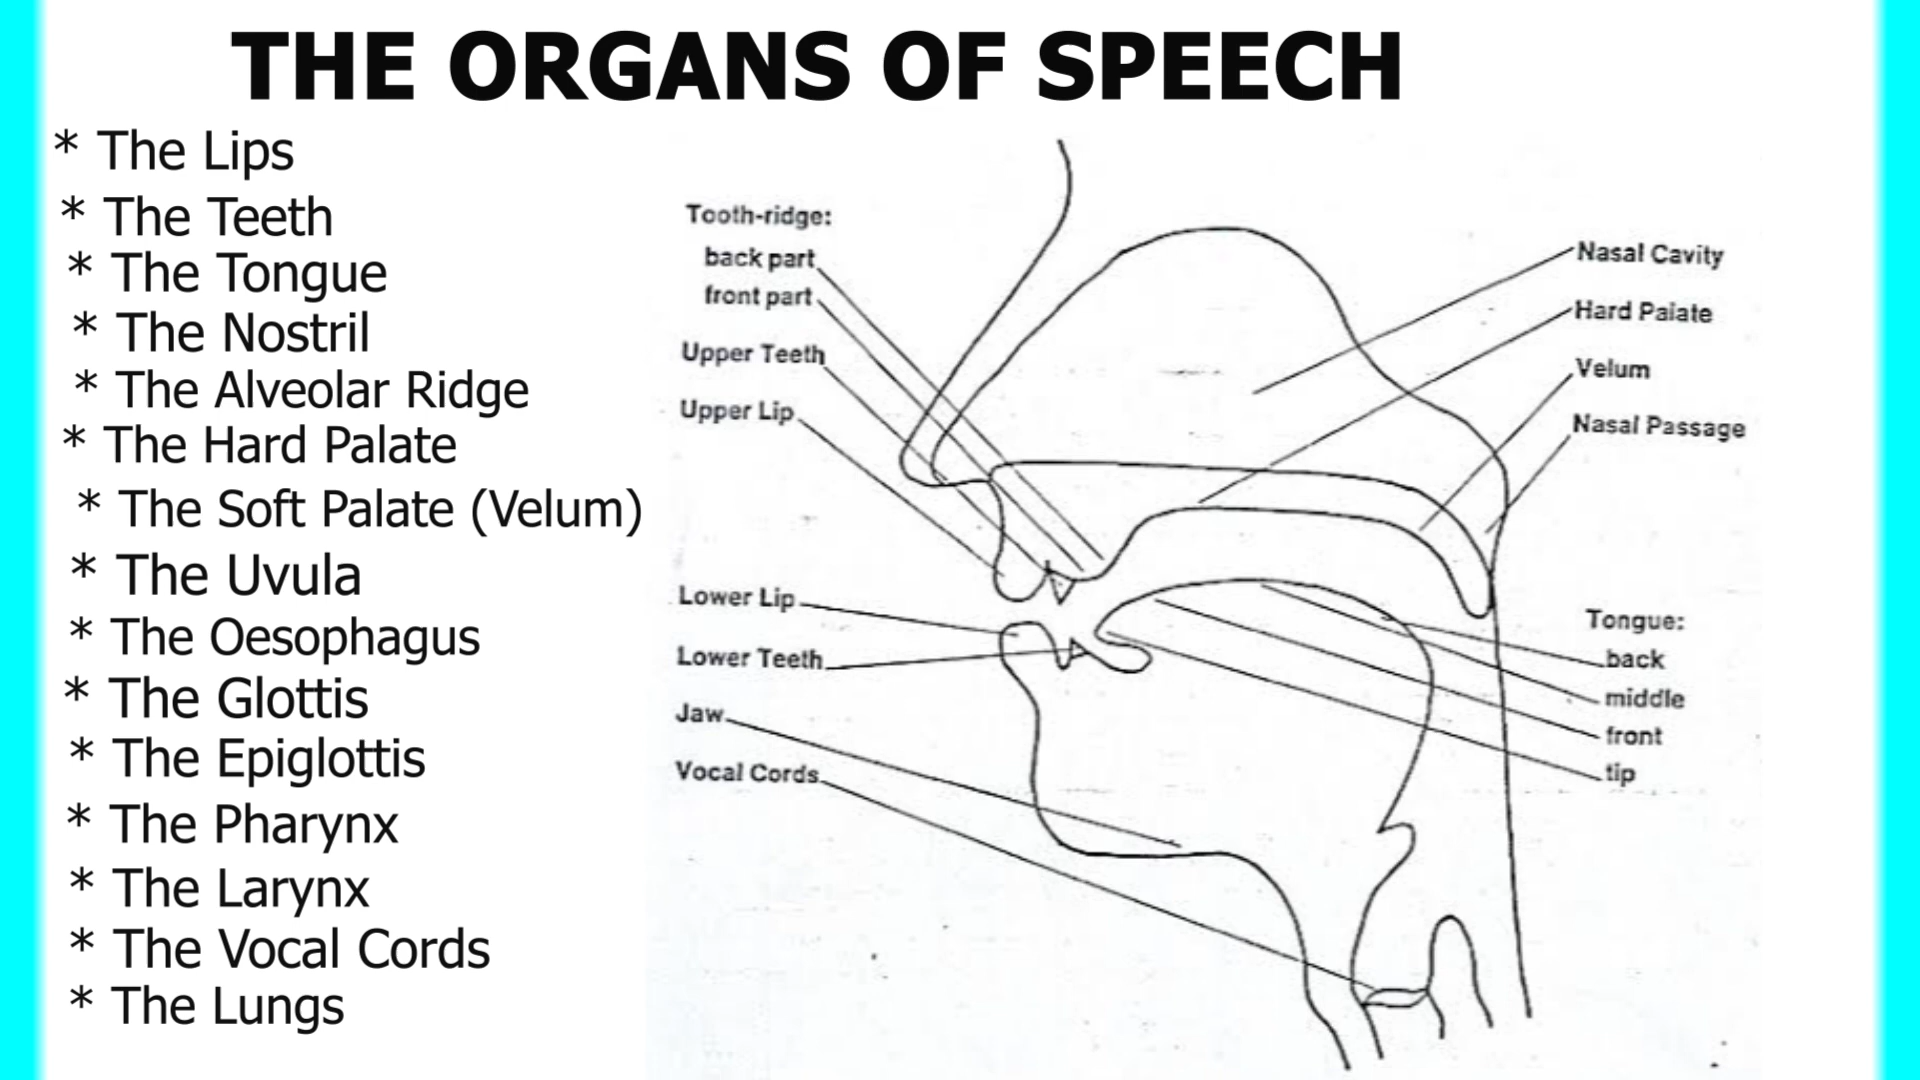 THE ORGANS OF SPEECH
* The Lips
* The Teeth
* The Tongue
* The Nostril
* The Alveolar Ridge
* The Hard Palate
* The Soft Palate (Velum)
* The Uvula
* The Oesophagus
* The Glottis
* The Epiglottis
* The Pharynx
* The Larynx
* The Vocal Cords
* The Lungs
Tooth-ridge:
back part
front part
Upper Teeth
Upper Lip
Lower Lip
Lower Teeth
Jaw
Vocal Cords
Nasal Cavity
Hard Palate
Velum
Nasal Passage
Tongue:
back
middle
front
tip